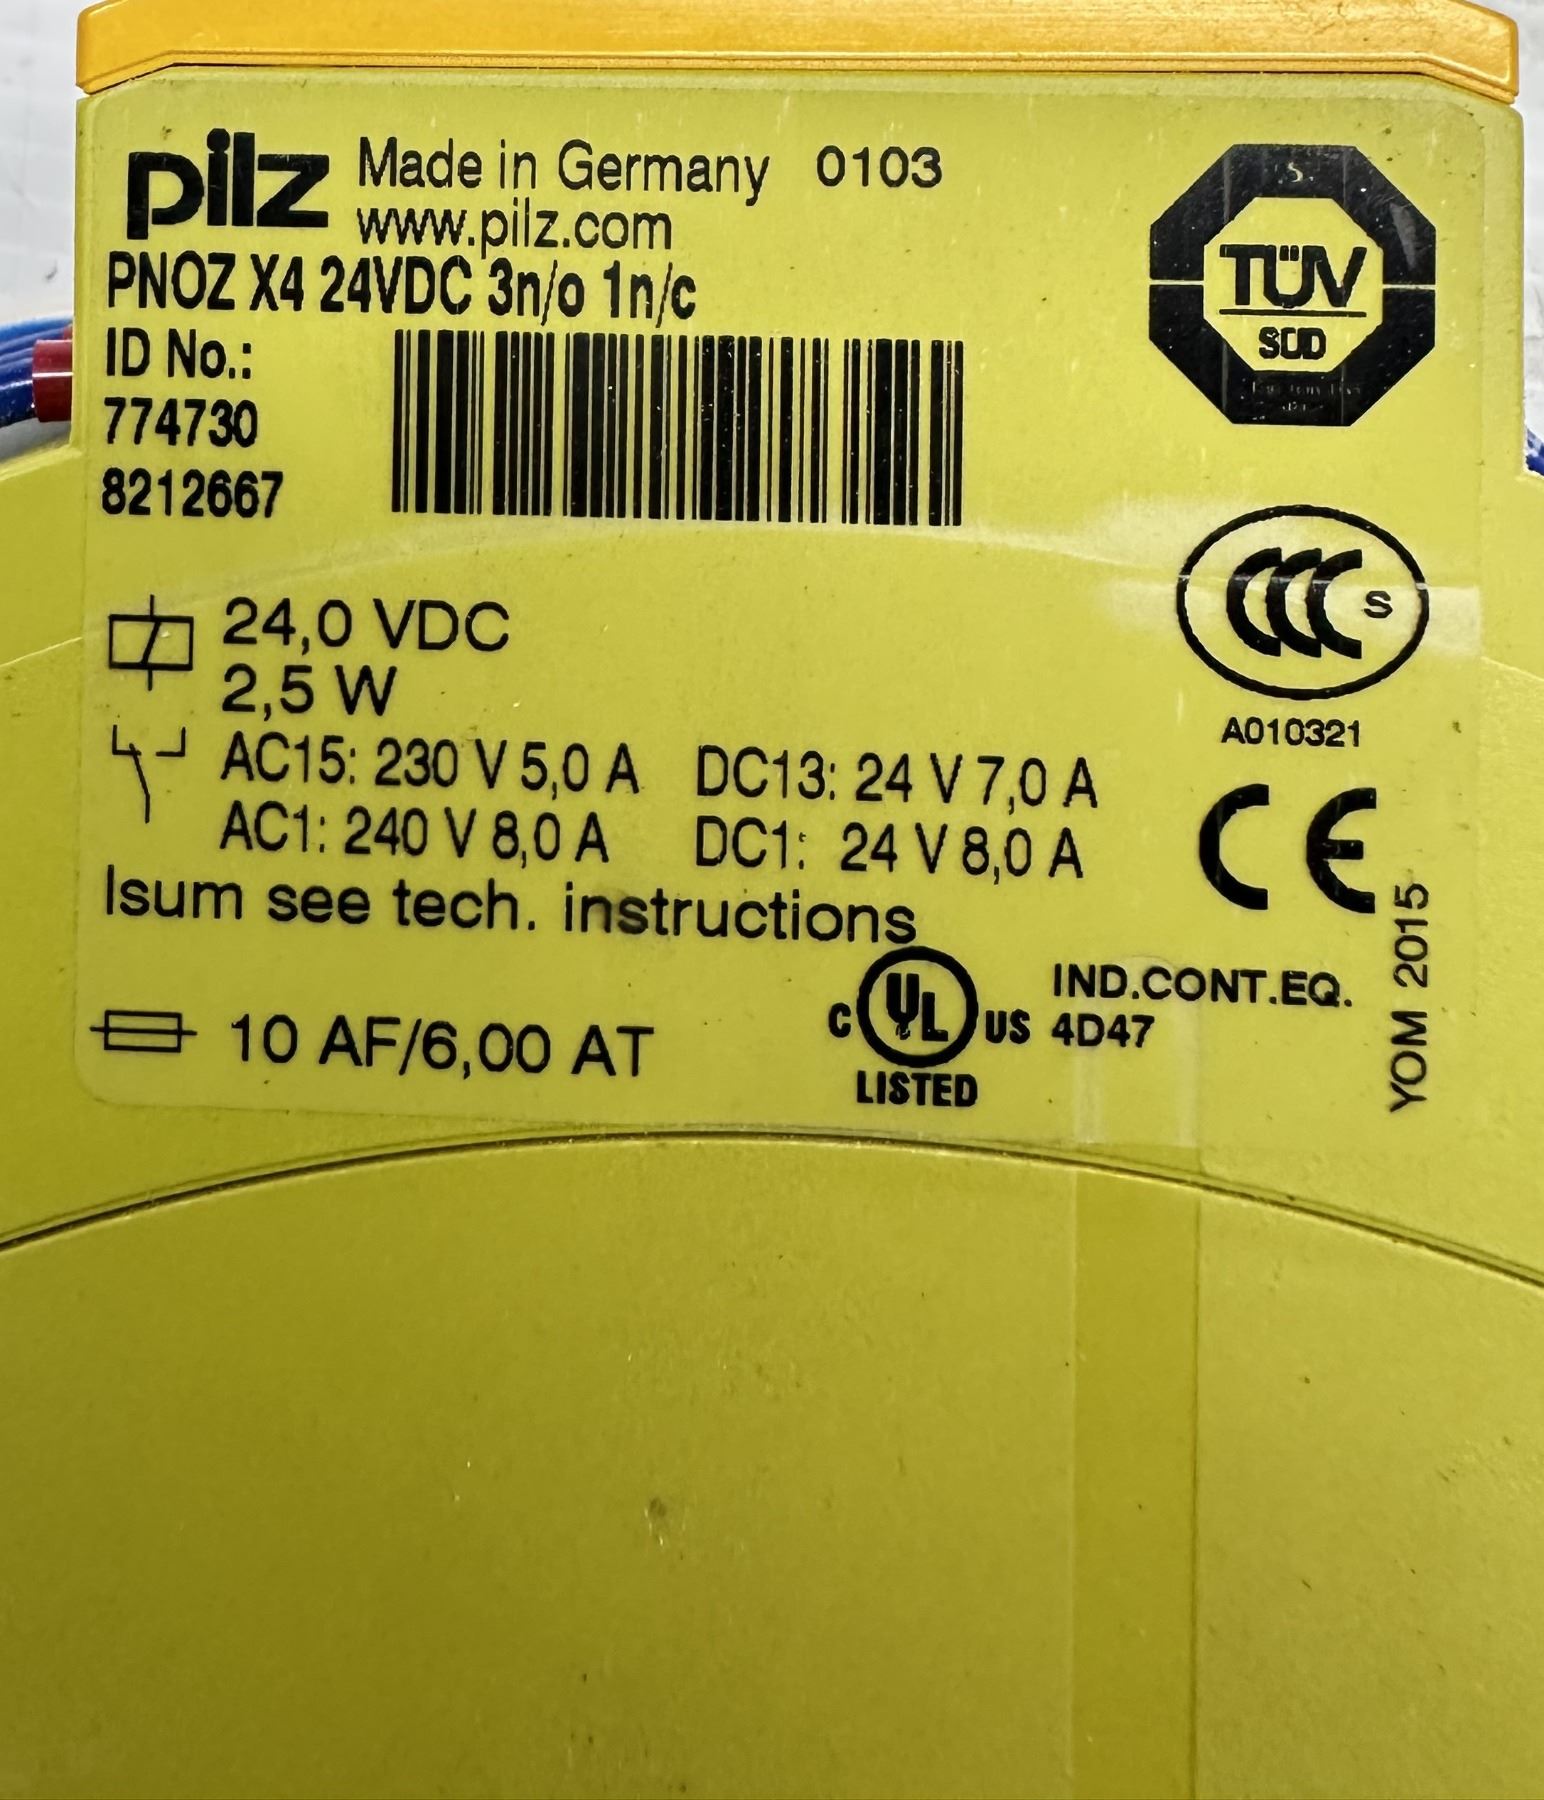 pilz Made in Germany 0103
www.pilz.com
PNOZ X4 24VDC 3n/o 1n/c
ID No.:
774730
8212667
TÜV
SÜD
24,0 VDC
2,5 W
CCC S
A010321
AC15: 230 V 5,0 A DC13: 24 V 7,0 A
AC1: 240 V 8,0 A DC1: 24 V 8,0 A
CE
Isum see tech. instructions
10 AF/6,00 AT
C UL US IND.CONT.EQ.
4D47
LISTED
YOM 2015